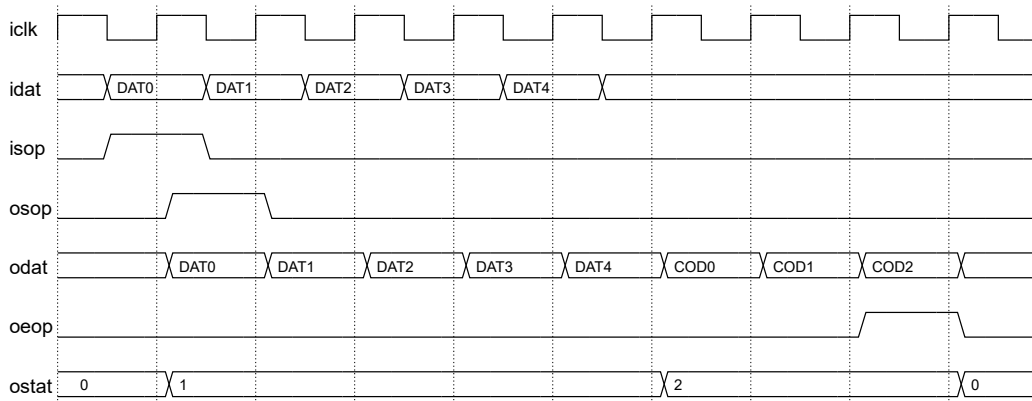 iclk
idat DAT0 DAT1 DAT2 DAT3 DAT4
isop
osop
odat DAT0 DAT1 DAT2 DAT3 DAT4 COD0 COD1 COD2
oeop
ostat 0 1 2 0